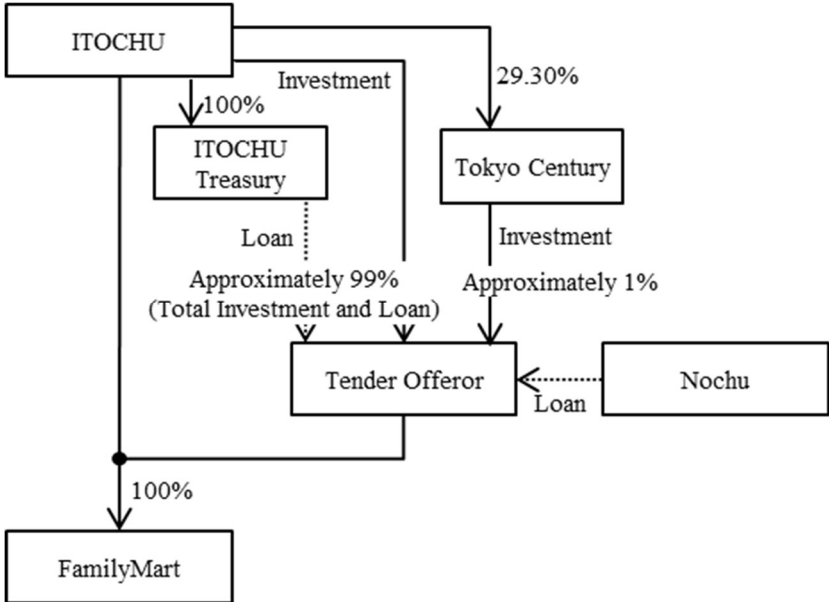 ITOCHU
Investment
29.30%
100%
ITOCHU
Treasury
Tokyo Century
Loan
Investment
Approximately 99%
(Total Investment and Loan)
Approximately 1%
Tender Offeror
Nochu
Loan
100%
FamilyMart